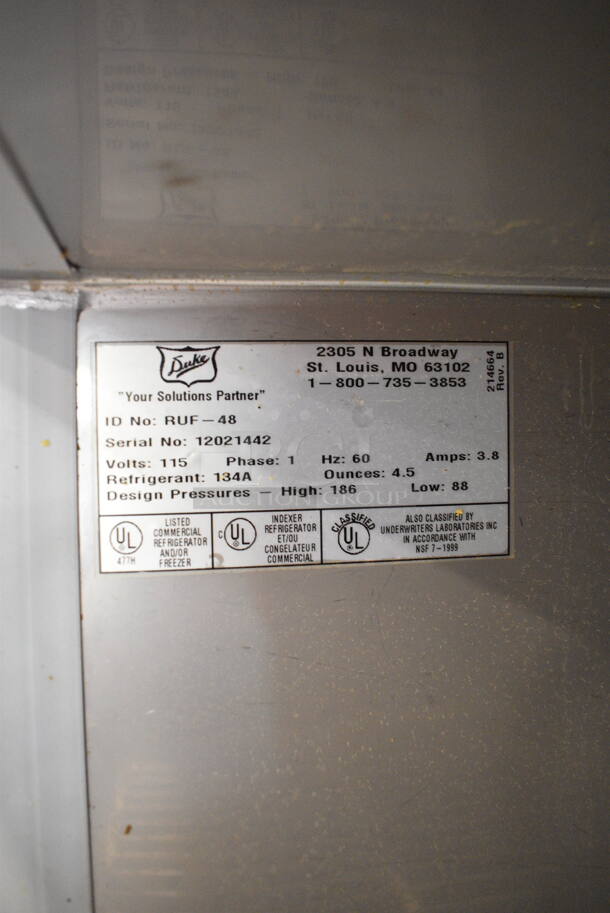 Duke
"Your Solutions Partner"
2305 N Broadway
St. Louis, MO 63102
1-800-735-3853
214664
Rev. B
ID No: RUF-48
Serial No: 12021442
Volts: 115 Phase: 1 Hz: 60 Amps: 3.8
Refrigerant: 134A Ounces: 4.5
Design Pressures - High: 186 Low: 88
AUCTION GROUP
UL
477H
LISTED
COMMERCIAL
REFRIGERATOR
AND/OR
FREEZER
C UL
INDEXER
REFRIGERATOR
ET/OU
CONGELATEUR
COMMERCIAL
CLASSIFIED
UL
ALSO CLASSIFIED BY
UNDERWRITERS LABORATORIES INC
IN ACCORDANCE WITH
NSF 7-1999